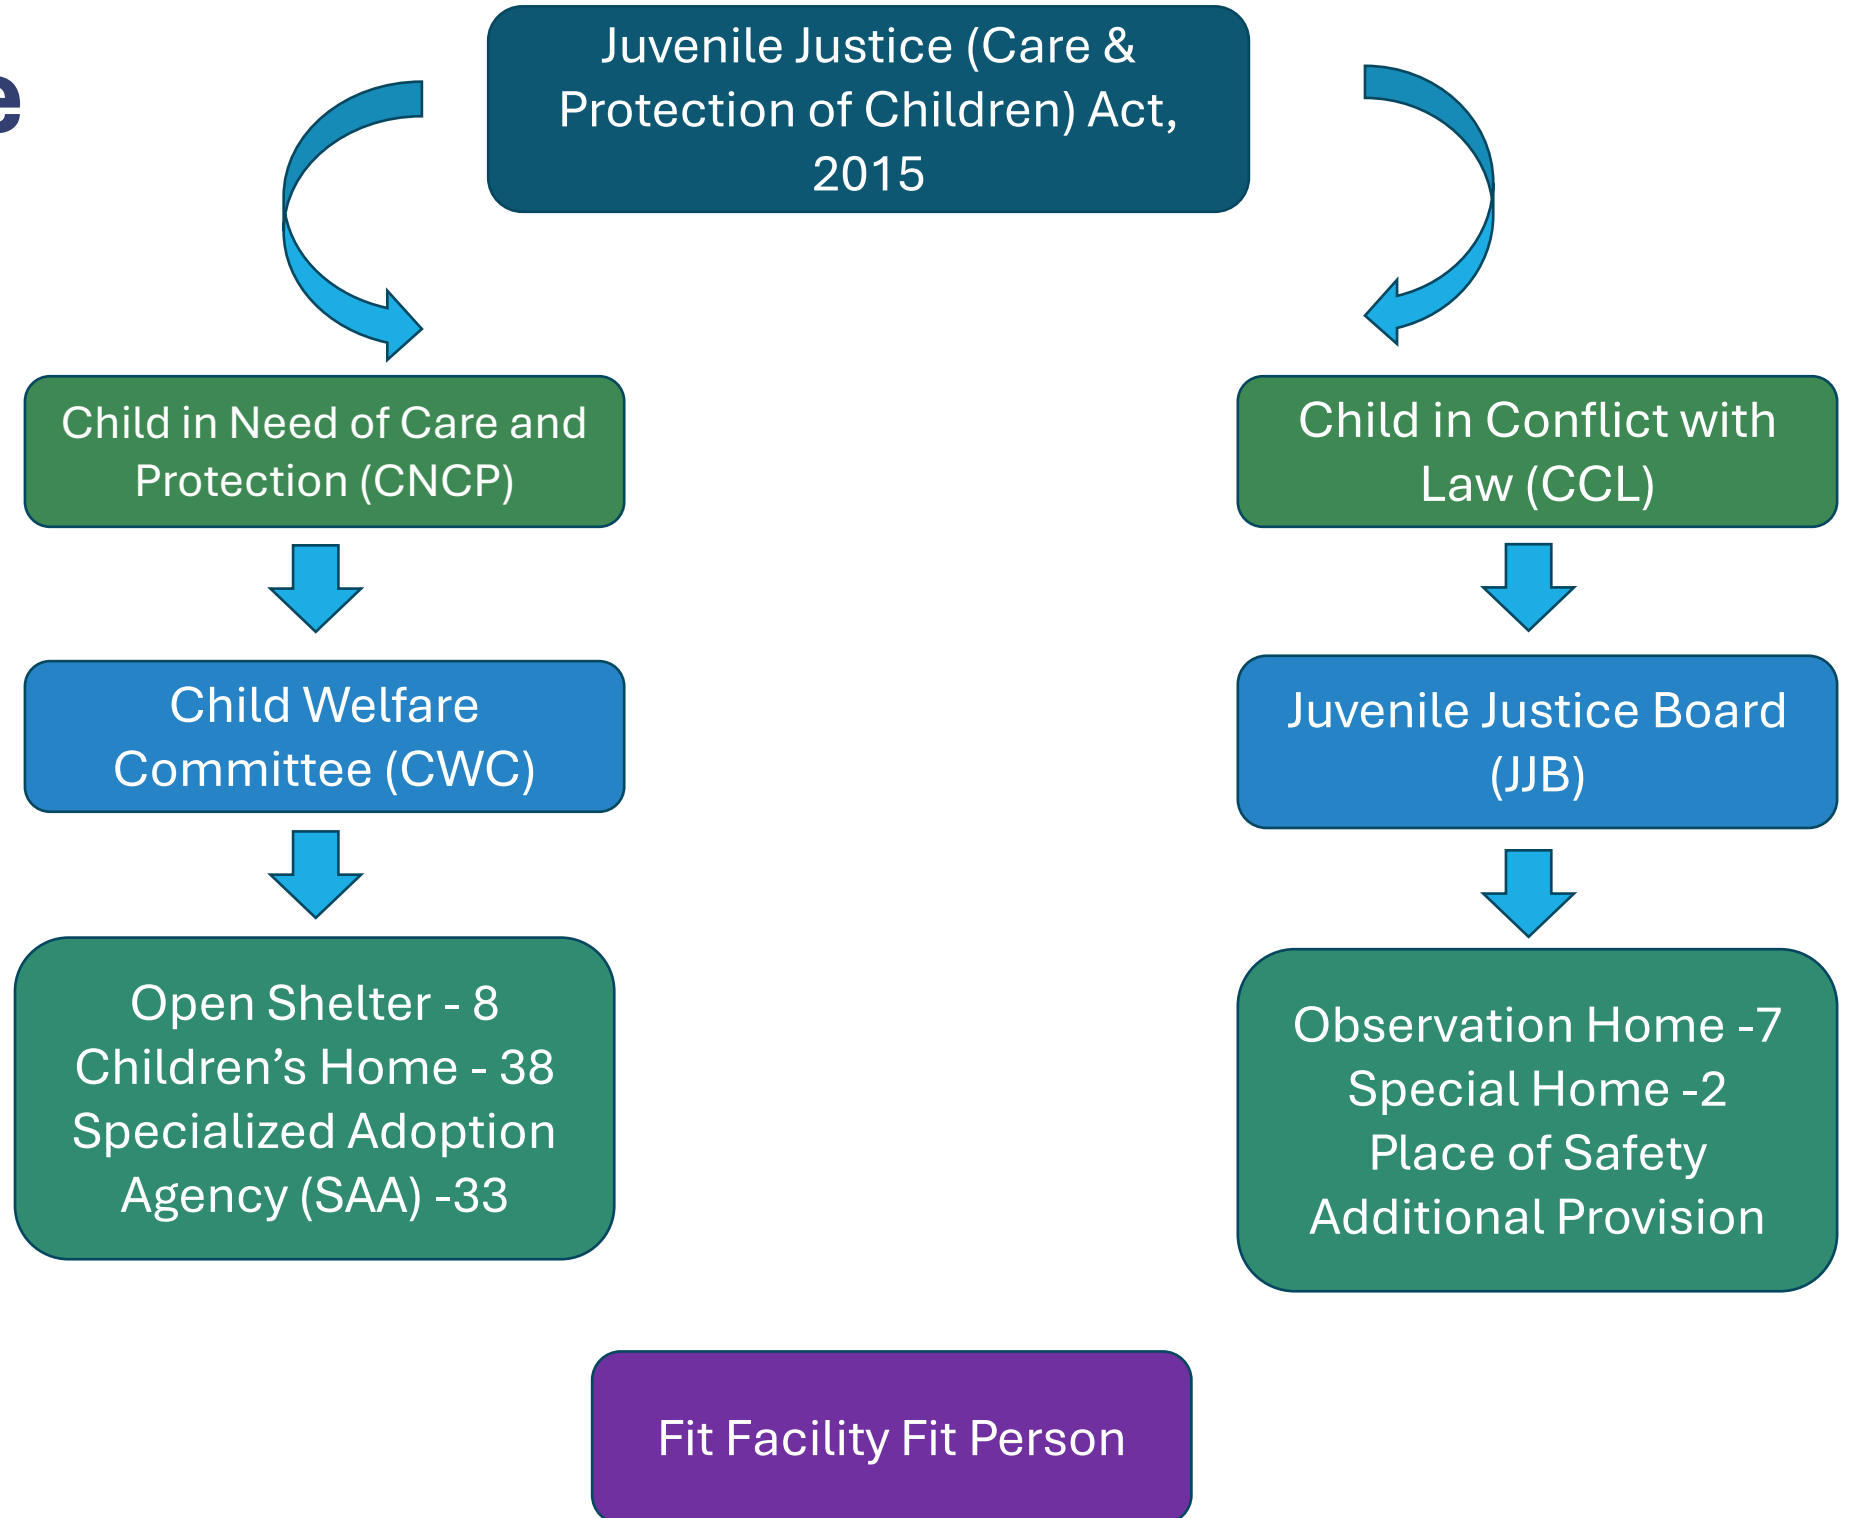 e
Juvenile Justice (Care &
Protection of Children) Act,
2015
Child in Need of Care and
Protection (CNCP)
Child in Conflict with
Law (CCL)
Child Welfare
Committee (CWC)
Juvenile Justice Board
(JJB)
Open Shelter - 8
Children’s Home - 38
Specialized Adoption
Agency (SAA) -33
Observation Home -7
Special Home -2
Place of Safety
Additional Provision
Fit Facility Fit Person